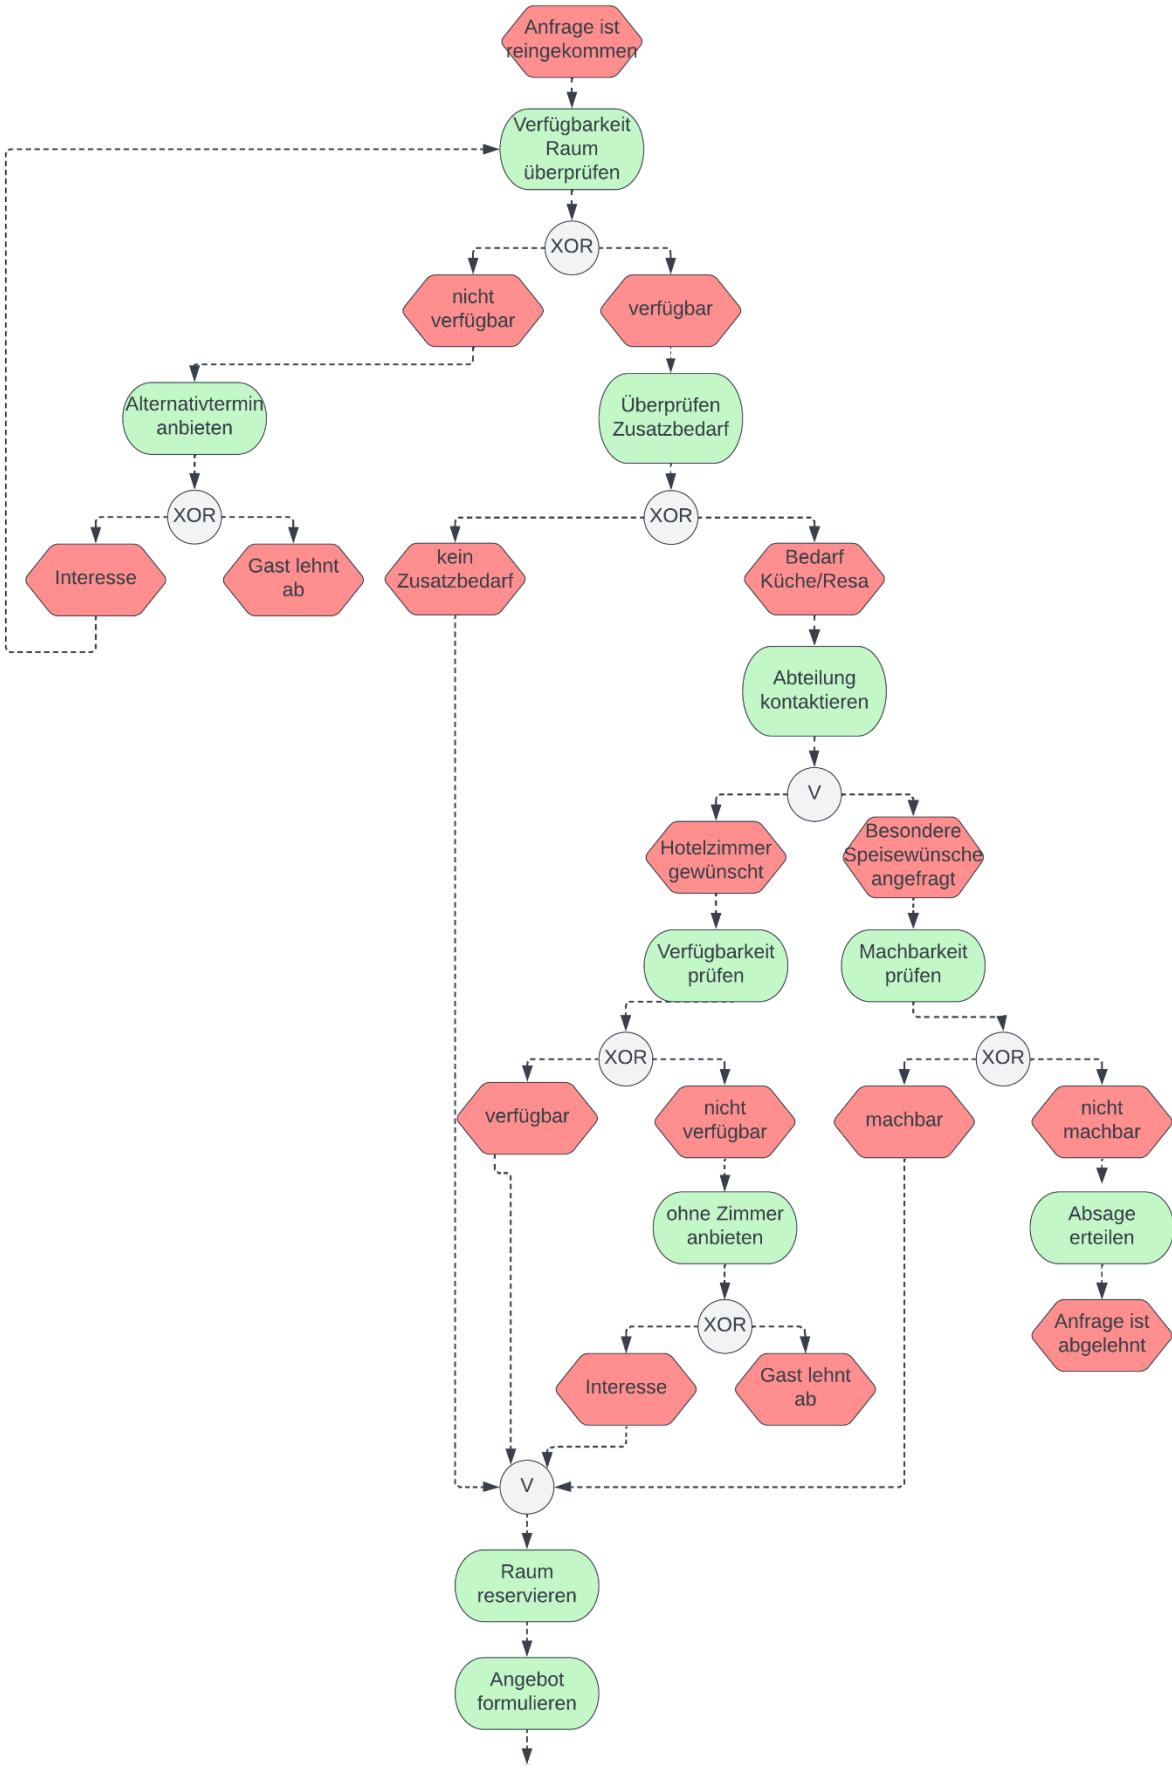 Anfrage ist
reingekommen
Verfügbarkeit
Raum
überprüfen
XOR
nicht
verfügbar
verfügbar
Alternativtermin
anbieten
Überprüfen
Zusatzbedarf
XOR
XOR
Interesse
Gast lehnt
ab
kein
Zusatzbedarf
Bedarf
Küche/Resa
Abteilung
kontaktieren
V
Hotelzimmer
gewünscht
Besondere
Speisewünsche
angefragt
Verfügbarkeit
prüfen
Machbarkeit
prüfen
XOR
XOR
verfügbar
nicht
verfügbar
machbar
nicht
machbar
ohne Zimmer
anbieten
Absage
erteilen
XOR
Anfrage ist
abgelehnt
Interesse
Gast lehnt
ab
V
Raum
reservieren
Angebot
formulieren